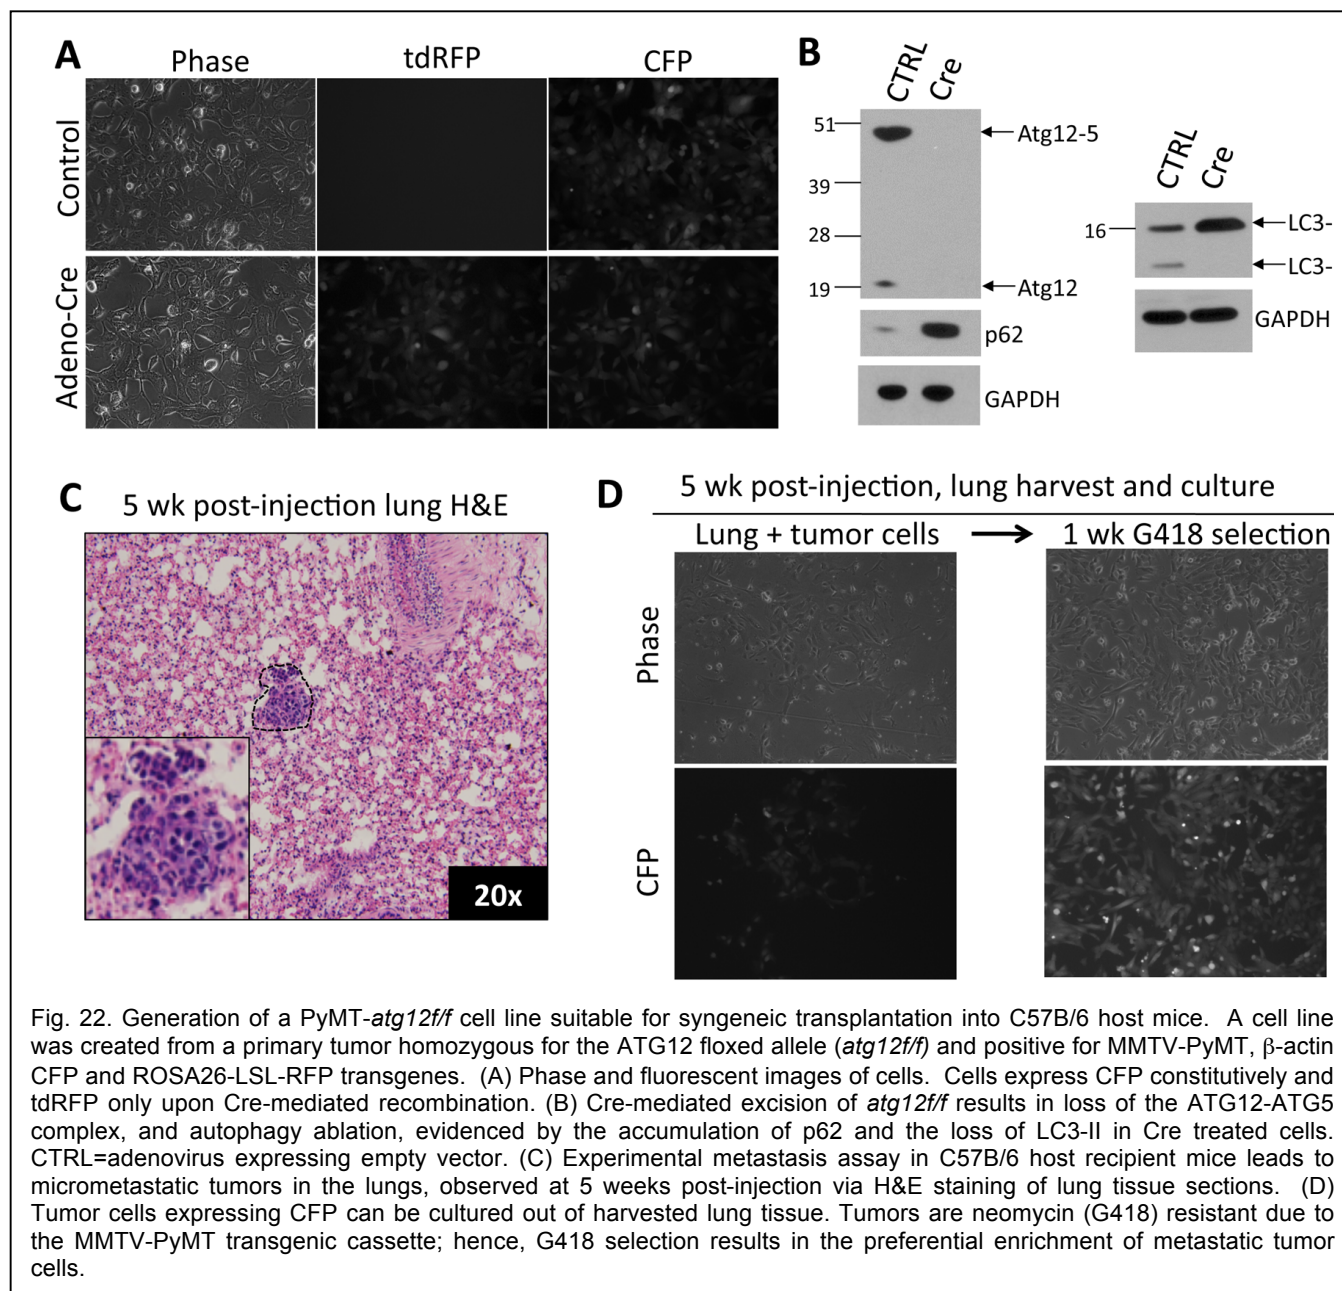 A
Phase
tdRFP
CFP
Control
Adeno-Cre
B
CTRL
Cre
51
39
28
19
Atg12-5
Atg12
p62
GAPDH
CTRL
Cre
16
LC3-
LC3-
GAPDH
C
5 wk post-injection lung H&E
20x
D
5 wk post-injection, lung harvest and culture
Lung + tumor cells
1 wk G418 selection
Phase
CFP
Fig. 22. Generation of a PyMT-atg12f/f cell line suitable for syngeneic transplantation into C57B/6 host mice. A cell line
was created from a primary tumor homozygous for the ATG12 floxed allele (atg12f/f) and positive for MMTV-PyMT, β-actin
CFP and ROSA26-LSL-RFP transgenes. (A) Phase and fluorescent images of cells. Cells express CFP constitutively and
tdRFP only upon Cre-mediated recombination. (B) Cre-mediated excision of atg12f/f results in loss of the ATG12-ATG5
complex, and autophagy ablation, evidenced by the accumulation of p62 and the loss of LC3-II in Cre treated cells.
CTRL=adenovirus expressing empty vector. (C) Experimental metastasis assay in C57B/6 host recipient mice leads to
micrometastatic tumors in the lungs, observed at 5 weeks post-injection via H&E staining of lung tissue sections. (D)
Tumor cells expressing CFP can be cultured out of harvested lung tissue. Tumors are neomycin (G418) resistant due to
the MMTV-PyMT transgenic cassette; hence, G418 selection results in the preferential enrichment of metastatic tumor
cells.